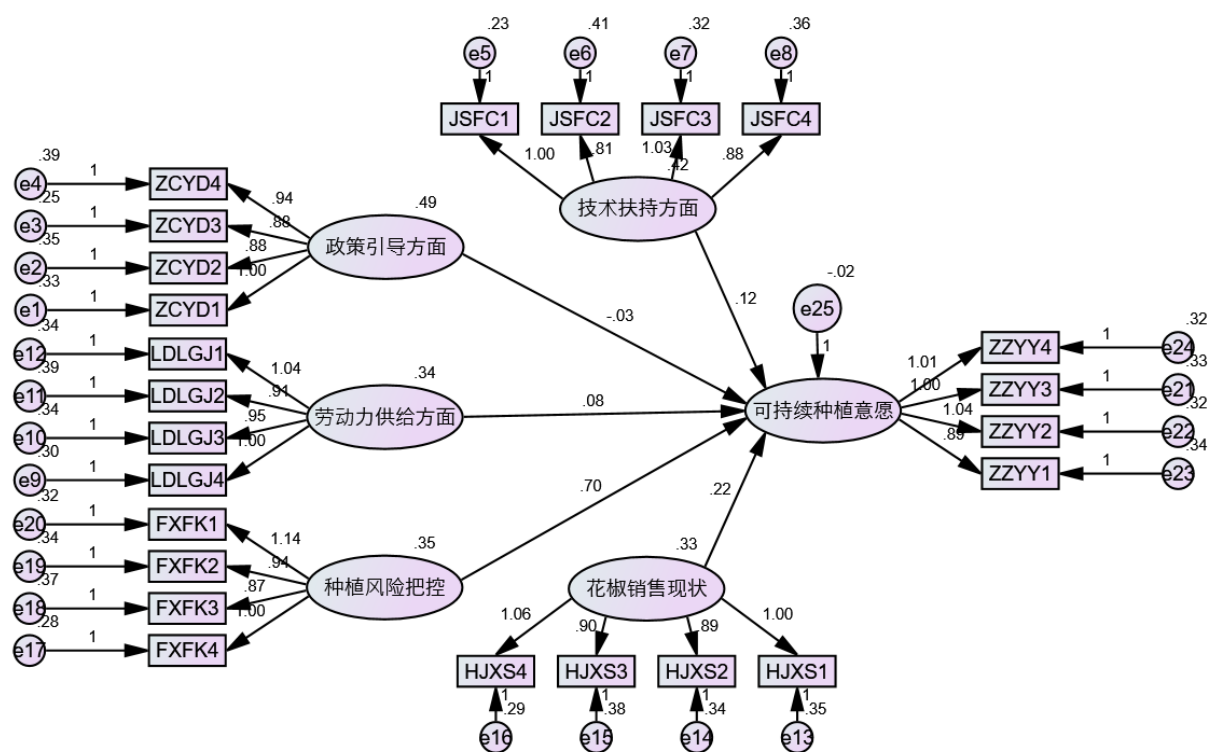 .23
.41
.32
.36
e5
e6
e7
e8
1
1
1
1
JSFC1
JSFC2
JSFC3
JSFC4
1.00
.81
1.03
.88
.42
技术扶持方面
.39
e4
1
ZCYD4
.94
.25
e3
1
ZCYD3
.88
.35
e2
1
ZCYD2
.88
.33
e1
1
ZCYD1
1.00
.49
政策引导方面
-.03
.12
-.02
e25
1
.34
e12
1
LDLGJ1
1.04
.39
e11
1
LDLGJ2
.91
.34
e10
1
LDLGJ3
.95
.30
e9
1
LDLGJ4
1.00
.34
劳动力供给方面
.08
可持续种植意愿
1.01
ZZYY4
1
e24
.32
1.00
ZZYY3
1
e21
.33
1.04
ZZYY2
1
e22
.32
.89
ZZYY1
1
e23
.34
.32
e20
1
FXFK1
1.14
.34
e19
1
FXFK2
.94
.37
e18
1
FXFK3
.87
.28
e17
1
FXFK4
1.00
.35
种植风险把控
.70
.22
.33
花椒销售现状
1.06
.90
.89
1.00
HJXS4
HJXS3
HJXS2
HJXS1
1
1
1
1
.29
.38
.34
.35
e16
e15
e14
e13